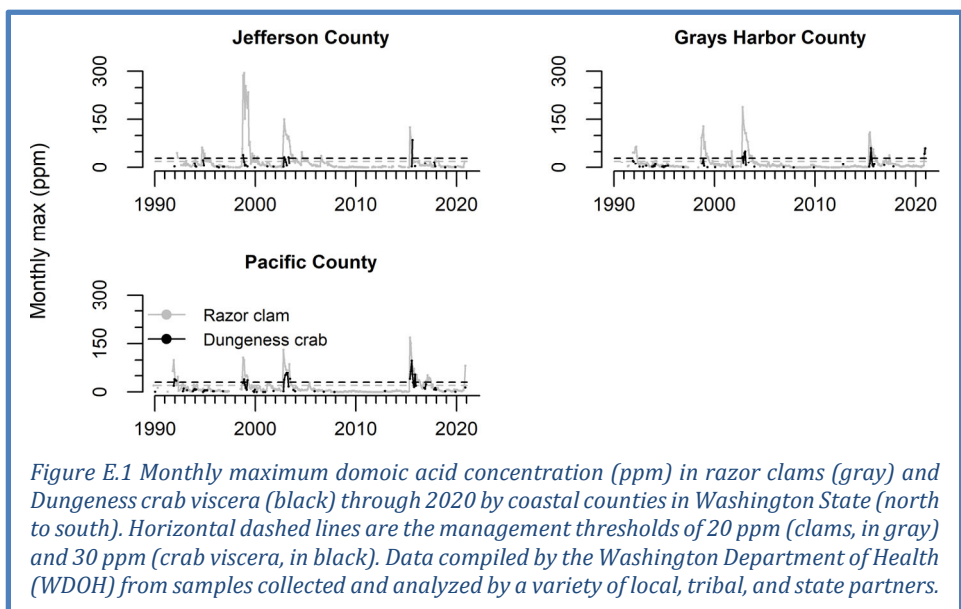 Jefferson County
Grays Harbor County
Monthly max (ppm)
300
150
0
1990 2000 2010 2020
300
150
0
1990 2000 2010 2020
Pacific County
300
150
0
Razor clam
Dungeness crab
1990 2000 2010 2020
Figure E.1 Monthly maximum domoic acid concentration (ppm) in razor clams (gray) and
Dungeness crab viscera (black) through 2020 by coastal counties in Washington State (north
to south). Horizontal dashed lines are the management thresholds of 20 ppm (clams, in gray)
and 30 ppm (crab viscera, in black). Data compiled by the Washington Department of Health
(WDOH) from samples collected and analyzed by a variety of local, tribal, and state partners.